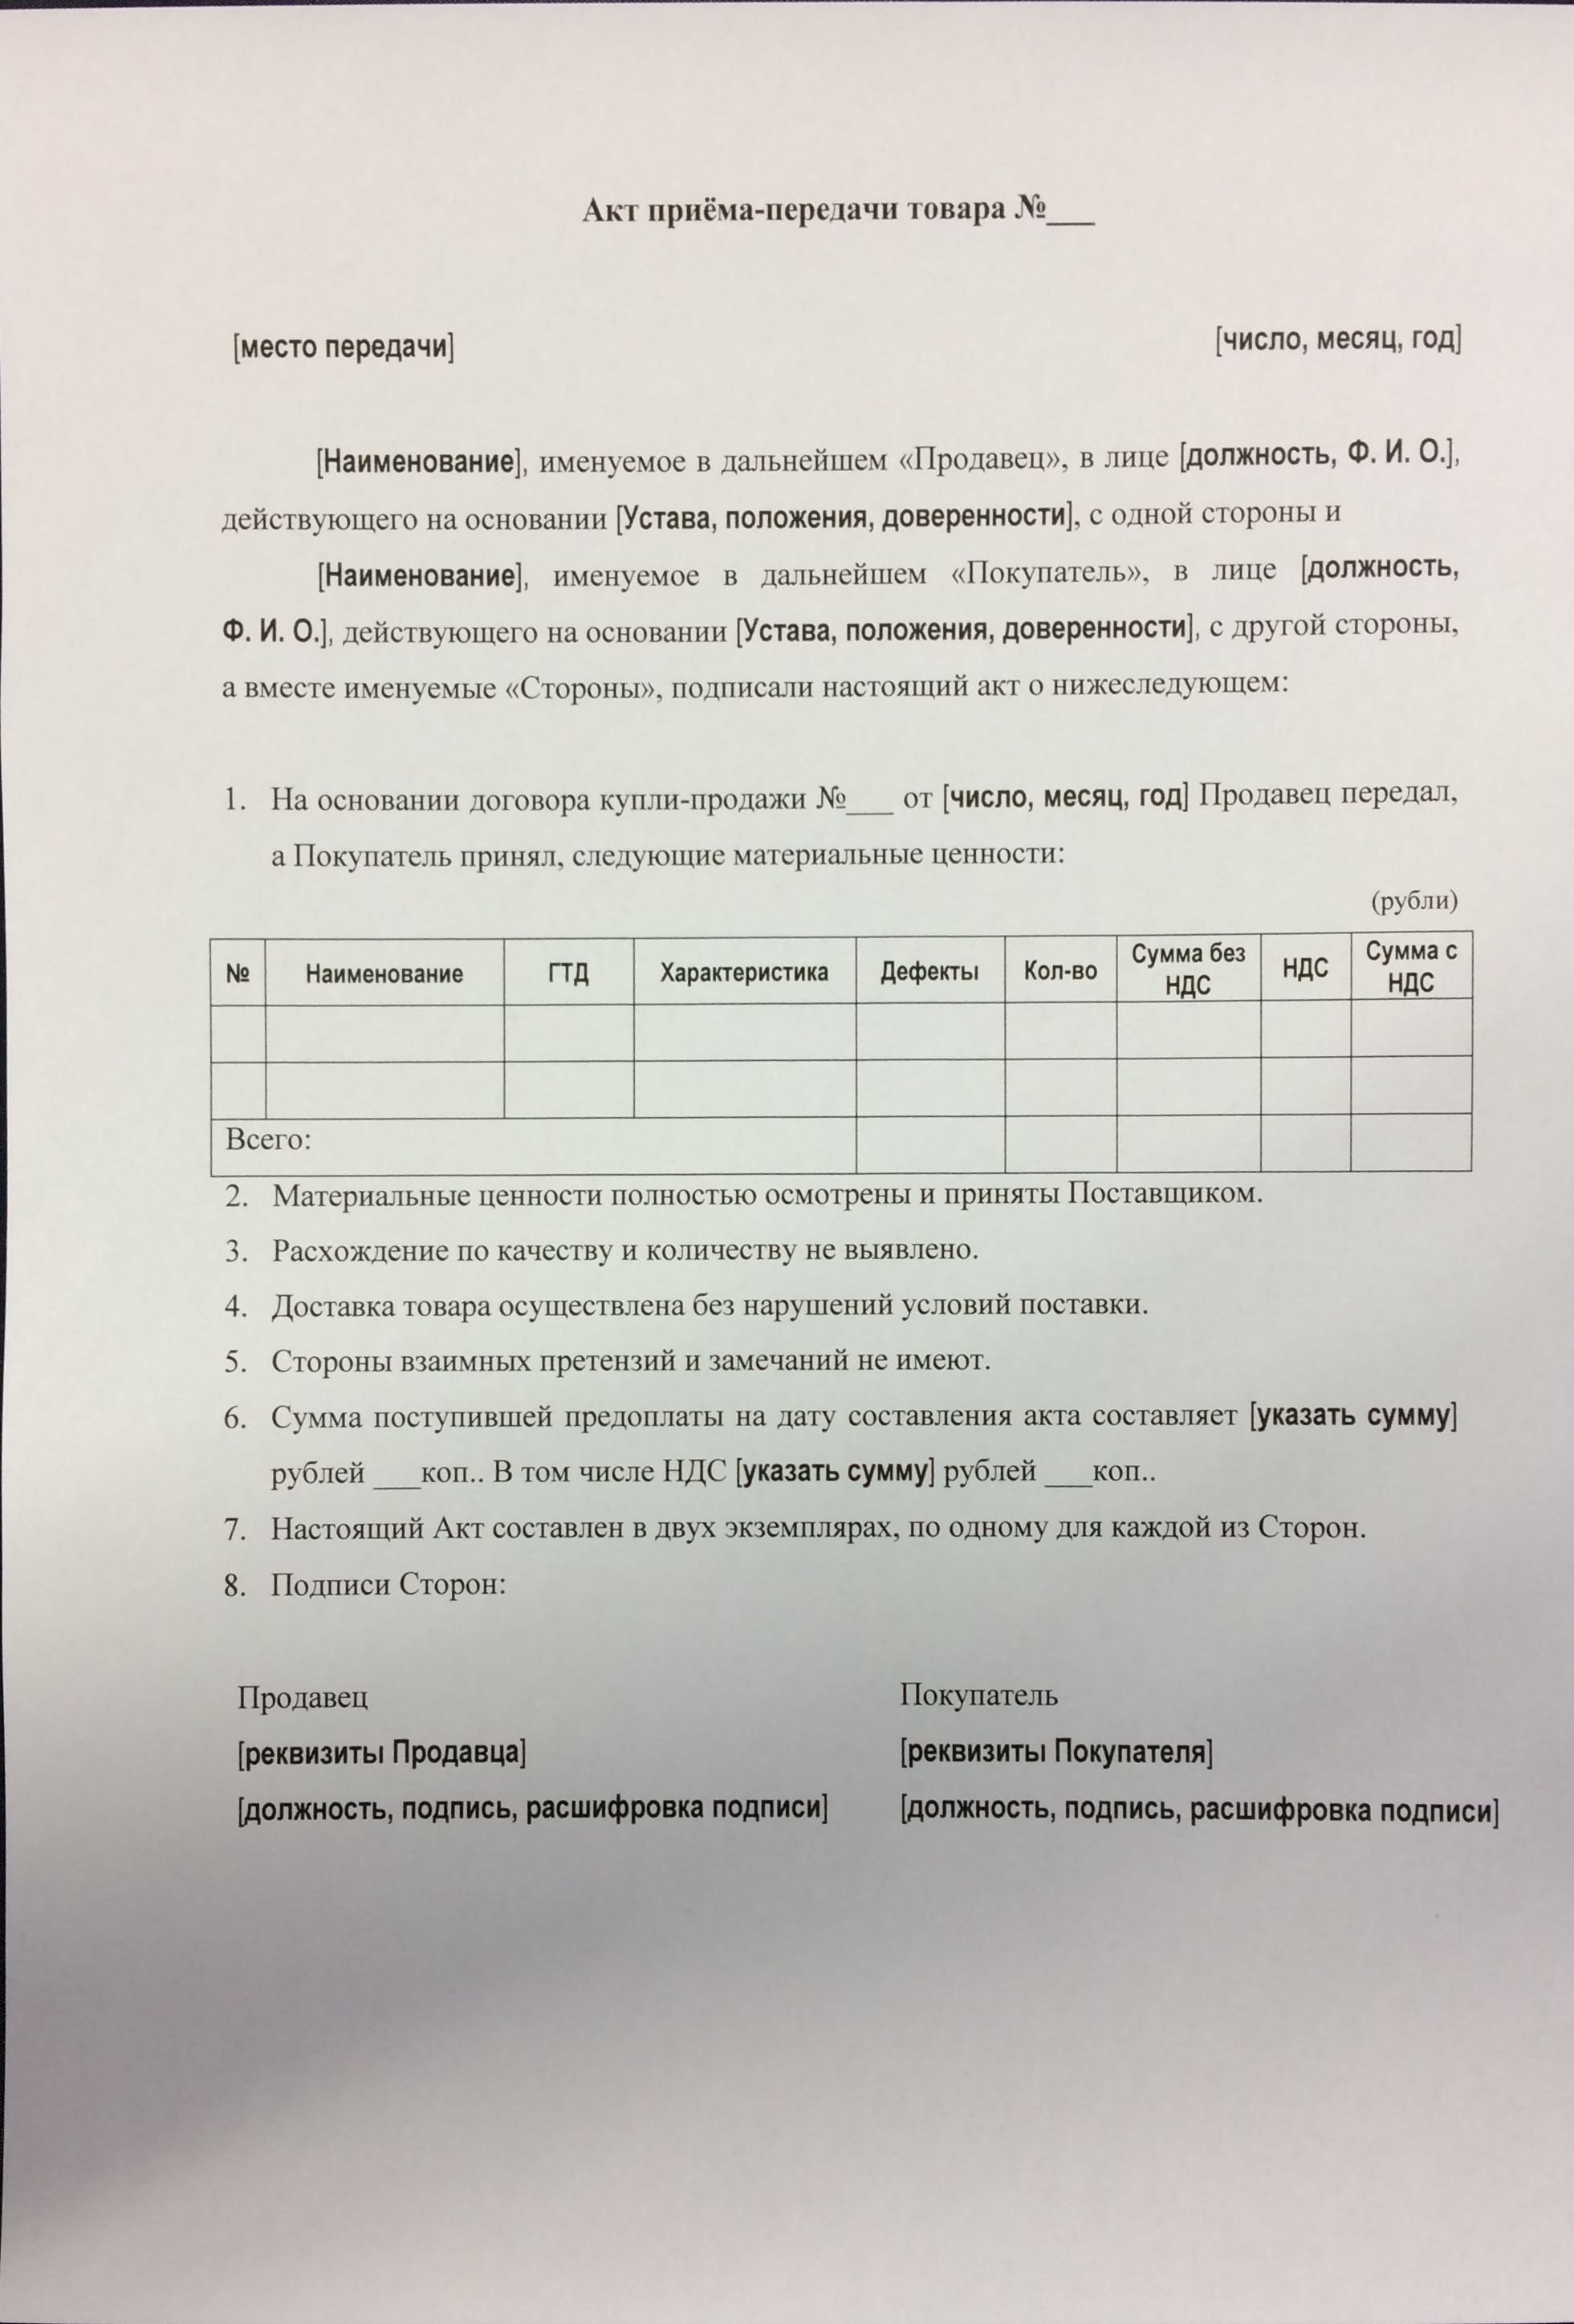 Акт приёма-передачи товара №___
[место передачи] [число, месяц, год]
[Наименование], именуемое в дальнейшем «Продавец», в лице [должность, Ф. И. О.],
действующего на основании [Устава, положения, доверенности], с одной стороны и
[Наименование], именуемое в дальнейшем «Покупатель», в лице [должность,
Ф. И. О.], действующего на основании [Устава, положения, доверенности], с другой стороны,
а вместе именуемые «Стороны», подписали настоящий акт о нижеследующем:
1. На основании договора купли-продажи №___ от [число, месяц, год] Продавец передал,
а Покупатель принял, следующие материальные ценности:
(рубли)
№ Наименование ГТД Характеристика Дефекты Кол-во Сумма без НДС НДС Сумма с НДС
Всего:
2. Материальные ценности полностью осмотрены и приняты Поставщиком.
3. Расхождение по качеству и количеству не выявлено.
4. Доставка товара осуществлена без нарушений условий поставки.
5. Стороны взаимных претензий и замечаний не имеют.
6. Сумма поступившей предоплаты на дату составления акта составляет [указать сумму]
рублей ___коп.. В том числе НДС [указать сумму] рублей ___коп..
7. Настоящий Акт составлен в двух экземплярах, по одному для каждой из Сторон.
8. Подписи Сторон:
Продавец Покупатель
[реквизиты Продавца] [реквизиты Покупателя]
[должность, подпись, расшифровка подписи] [должность, подпись, расшифровка подписи]